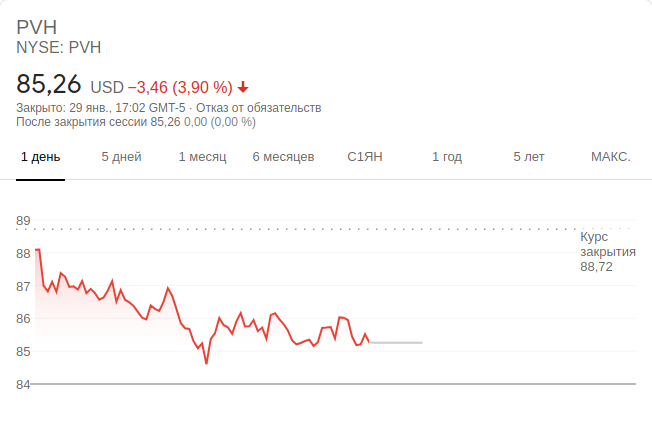 PVH
NYSE: PVH
85,26 USD −3,46 (3,90 %)
Закрыто: 29 янв., 17:02 GMT-5 · Отказ от обязательств
После закрытия сессии 85,26 0,00 (0,00 %)
1 день 5 дней 1 месяц 6 месяцев С1ЯН 1 год 5 лет МАКС.
89
Курс
закрытия
88,72
88
87
86
85
84